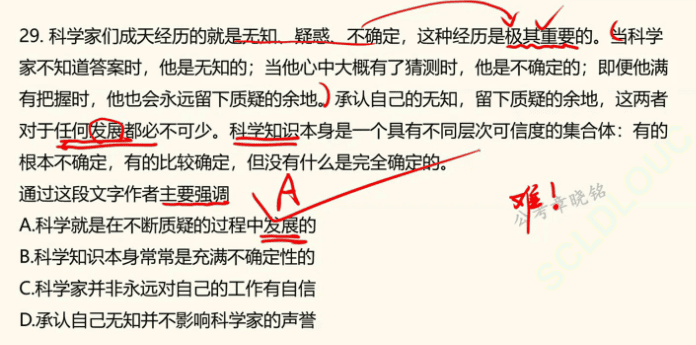 29. 科学家们成天经历的就是无知、疑惑、不确定，这种经历是极其重要的。当科学
家不知道答案时，他是无知的；当他心中大概有了猜测时，他是不确定的；即便他满
有把握时，他也会永远留下质疑的余地。承认自己的无知，留下质疑的余地，这两者
对于任何发展都必不可少。科学知识本身是一个具有不同层次可信度的集合体：有的
根本不确定，有的比较确定，但没有什么是完全确定的。
通过这段文字作者主要强调
A
难！
公考章晓铭
A.科学就是在不断质疑的过程中发展的
B.科学知识本身常常是充满不确定性的
C.科学家并非永远对自己的工作有自信
D.承认自己无知并不影响科学家的声誉